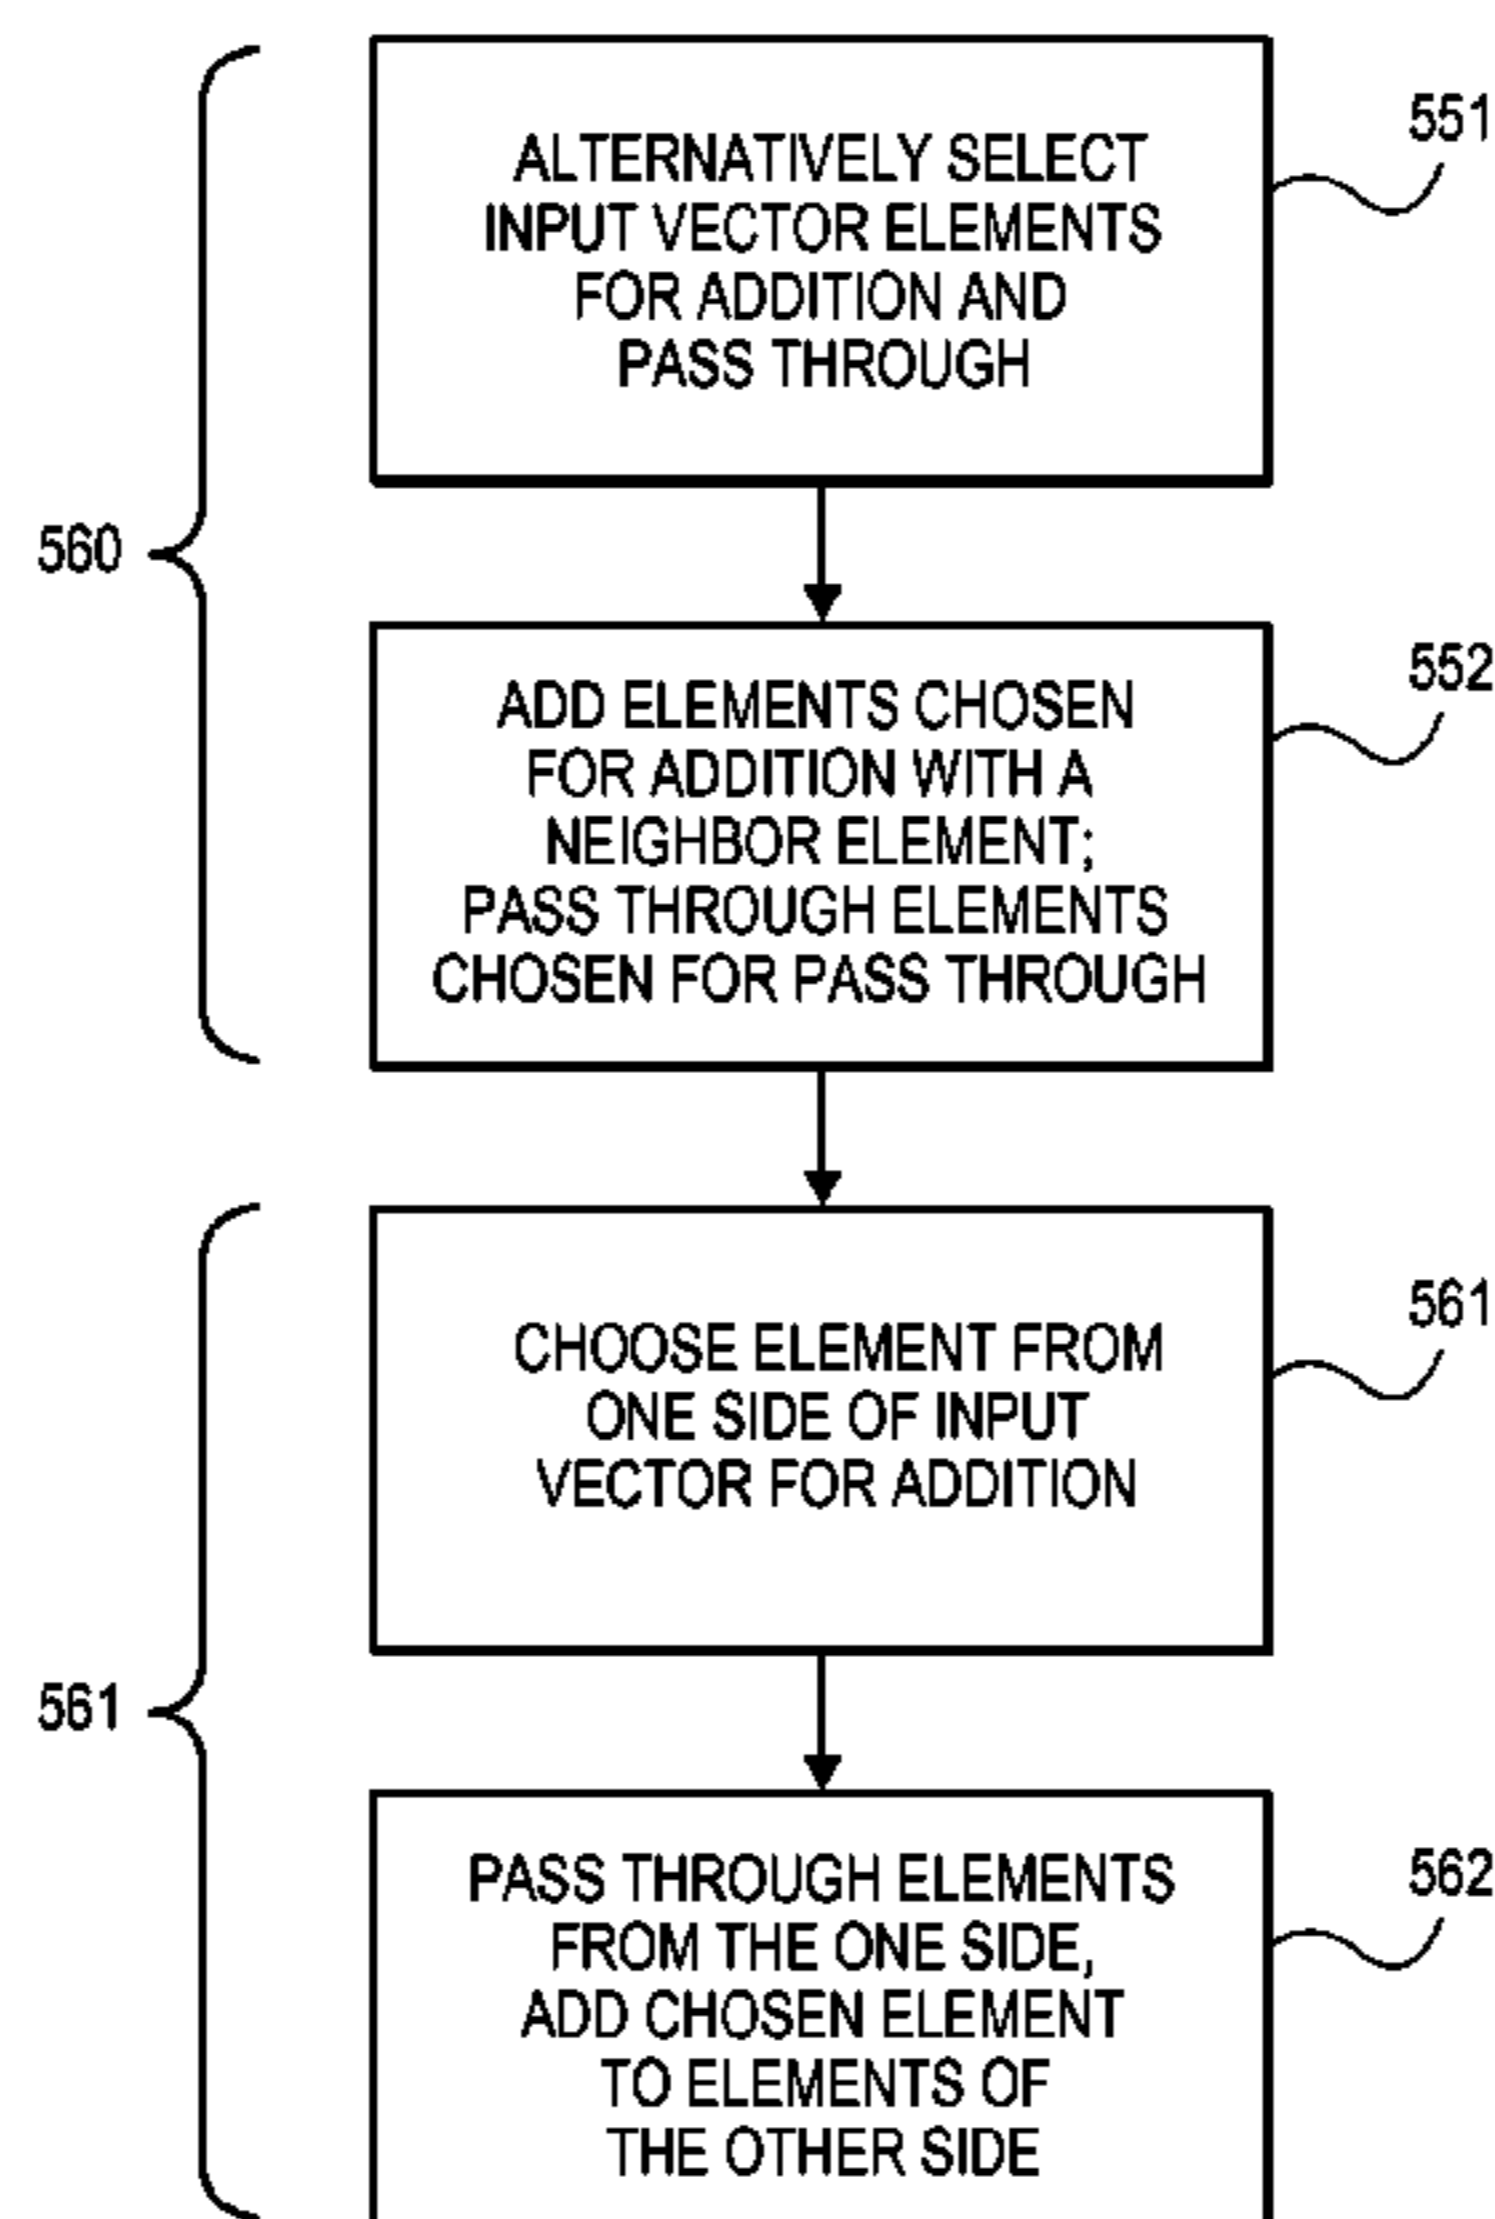 551
ALTERNATIVELY SELECT
INPUT VECTOR ELEMENTS
FOR ADDITION AND
PASS THROUGH
560
552
ADD ELEMENTS CHOSEN
FOR ADDITION WITH A
NEIGHBOR ELEMENT;
PASS THROUGH ELEMENTS
CHOSEN FOR PASS THROUGH
561
CHOOSE ELEMENT FROM
ONE SIDE OF INPUT
VECTOR FOR ADDITION
561
562
PASS THROUGH ELEMENTS
FROM THE ONE SIDE,
ADD CHOSEN ELEMENT
TO ELEMENTS OF
THE OTHER SIDE